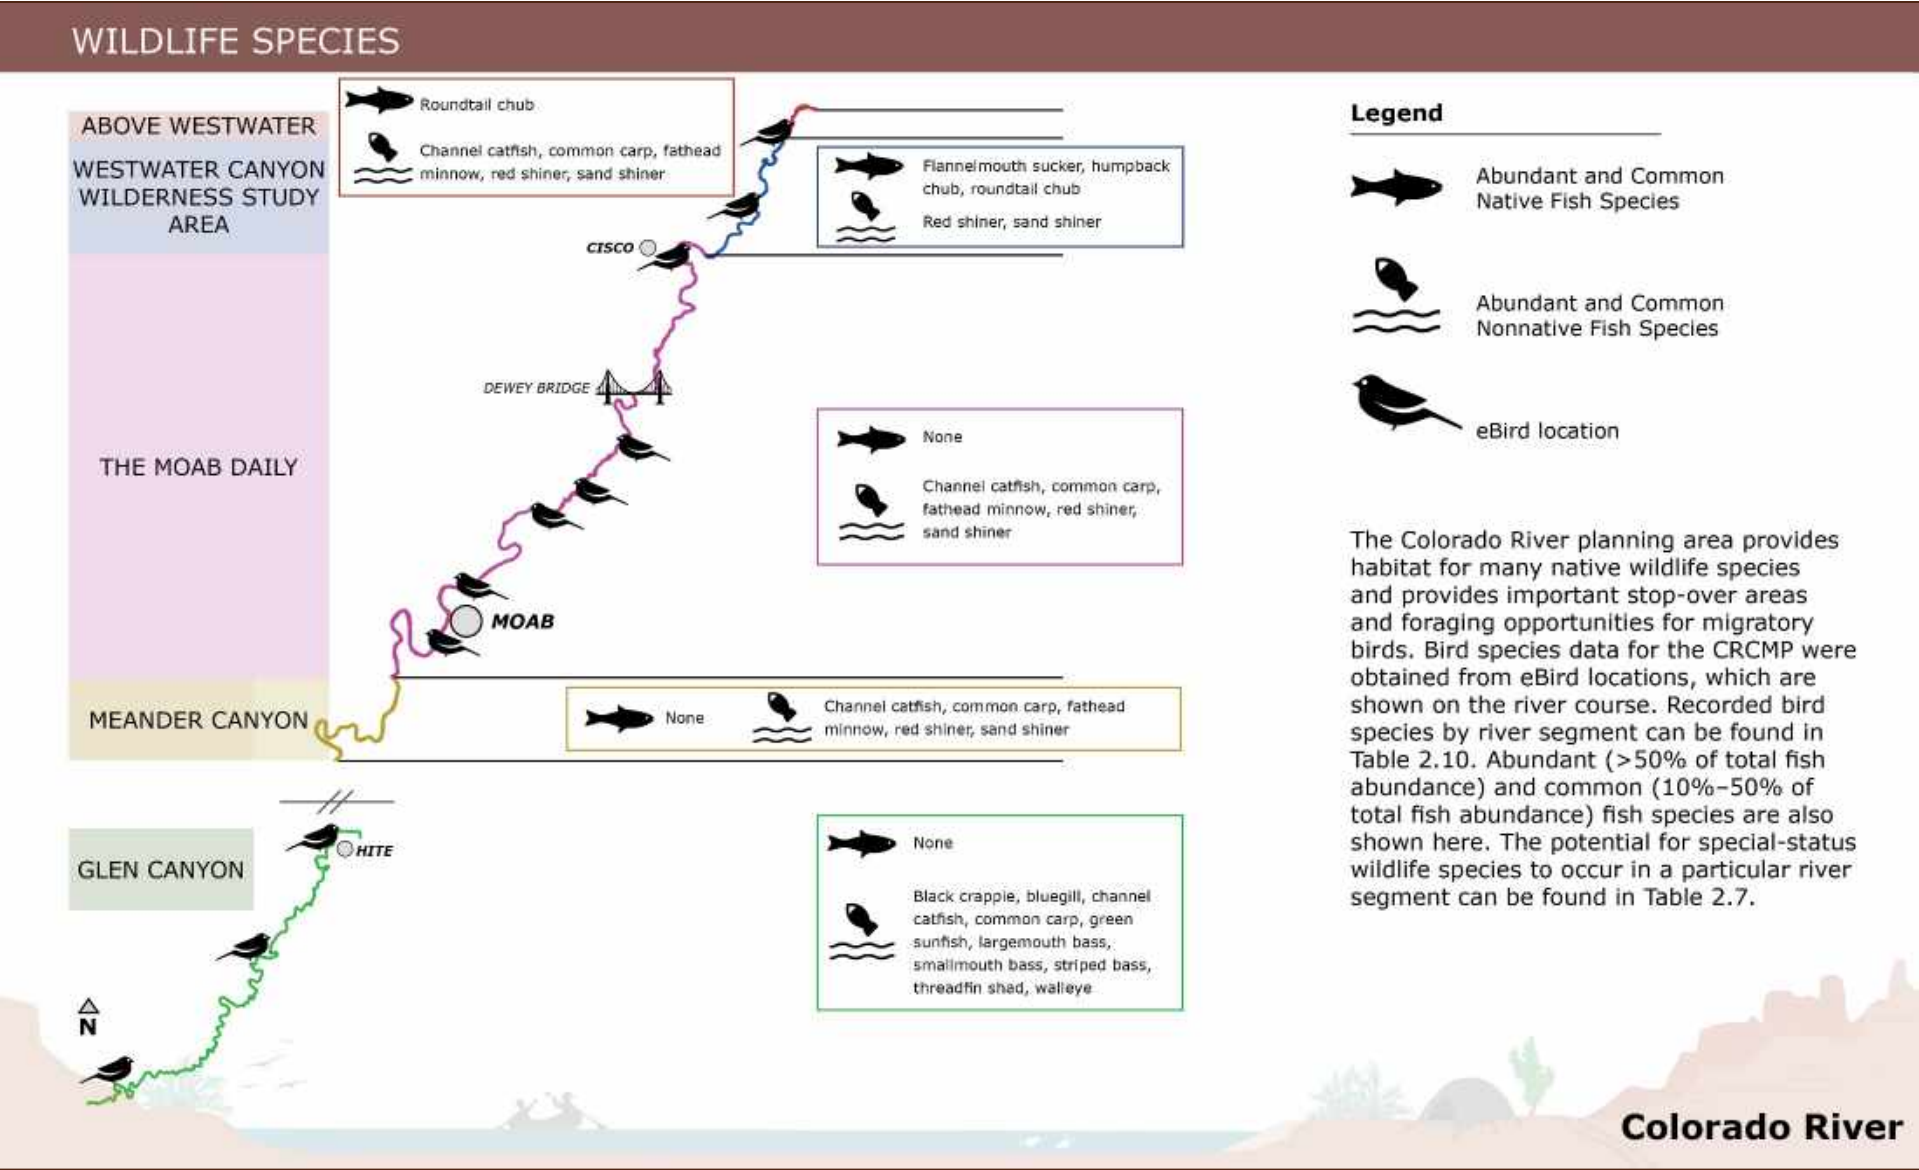 WILDLIFE SPECIES
ABOVE WESTWATER
WESTWATER CANYON
WILDERNESS STUDY
AREA
THE MOAB DAILY
MEANDER CANYON
GLEN CANYON
Roundtail chub
Channel catfish, common carp, fathead
minnow, red shiner, sand shiner
Flannelmouth sucker, humpback
chub, roundtail chub
Red shiner, sand shiner
CISCO
DEWEY BRIDGE
None
Channel catfish, common carp,
fathead minnow, red shiner,
sand shiner
MOAB
None
Channel catfish, common carp, fathead
minnow, red shiner, sand shiner
HITE
None
Black crappie, bluegill, channel
catfish, common carp, green
sunfish, largemouth bass,
smallmouth bass, striped bass,
threadfin shad, walleye
N
Legend
Abundant and Common
Native Fish Species
Abundant and Common
Nonnative Fish Species
eBird location
The Colorado River planning area provides
habitat for many native wildlife species
and provides important stop-over areas
and foraging opportunities for migratory
birds. Bird species data for the CRCMP were
obtained from eBird locations, which are
shown on the river course. Recorded bird
species by river segment can be found in
Table 2.10. Abundant (>50% of total fish
abundance) and common (10%–50% of
total fish abundance) fish species are also
shown here. The potential for special-status
wildlife species to occur in a particular river
segment can be found in Table 2.7.
Colorado River